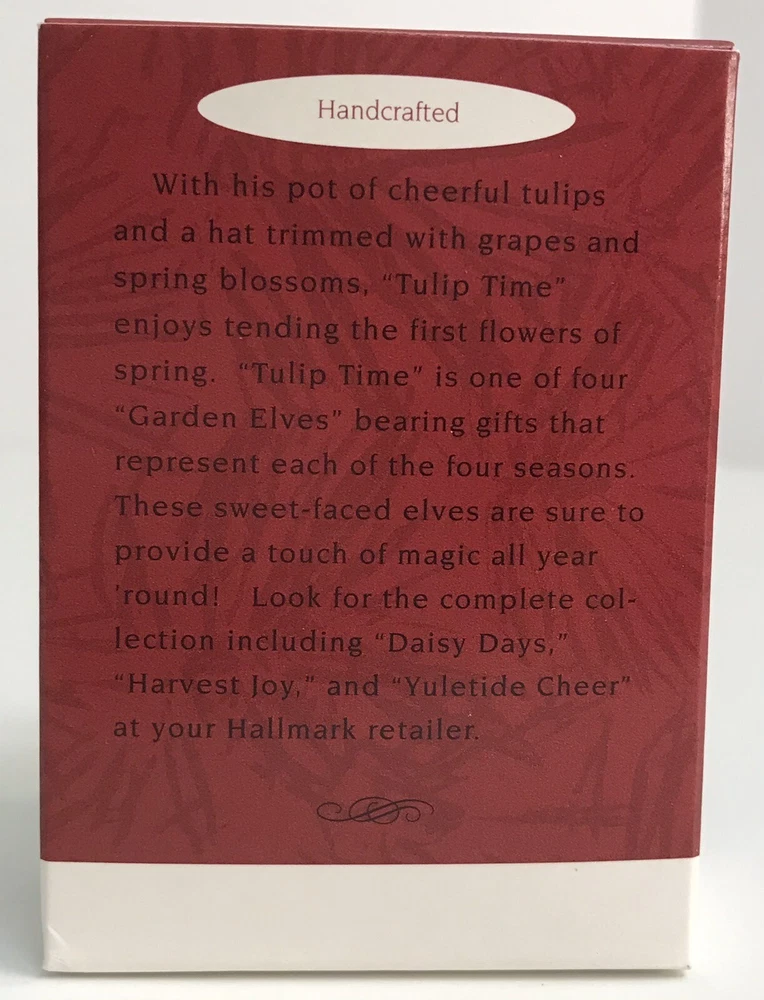 Handcrafted
With his pot of cheerful tulips
and a hat trimmed with grapes and
spring blossoms, “Tulip Time”
enjoys tending the first flowers of
spring.  “Tulip Time” is one of four
“Garden Elves” bearing gifts that
represent each of the four seasons.
These sweet-faced elves are sure to
provide a touch of magic all year
’round!  Look for the complete col-
lection including “Daisy Days,”
“Harvest Joy,” and “Yuletide Cheer”
at your Hallmark retailer.